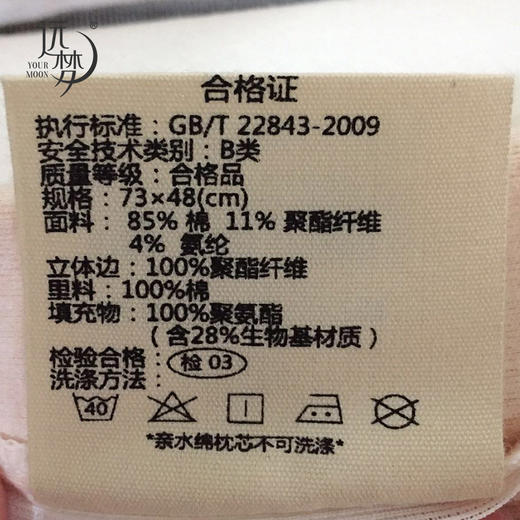 远梦®
YOUR
MOON
合格证
执行标准：GB/T 22843-2009
安全技术类别：B类
质量等级：合格品
规格：73×48(cm)
面料：85% 棉 11% 聚酯纤维
4% 氨纶
立体边：100%聚酯纤维
里料：100%棉
填充物：100%聚氨酯
（含28%生物基材质）
检验合格：检 03
洗涤方法：
40
*亲水绵枕芯不可洗涤*